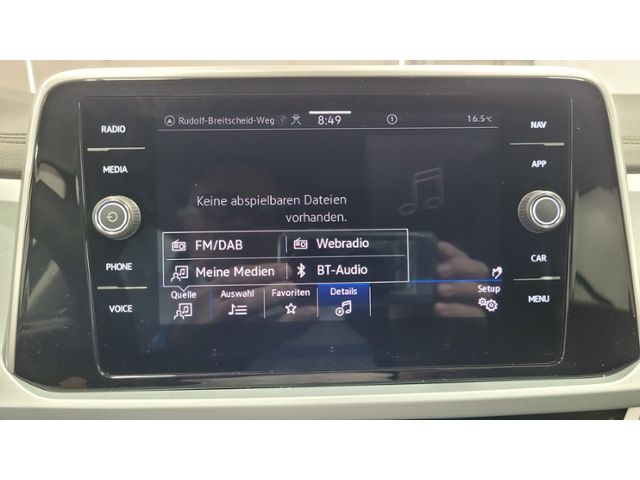 RADIO
MEDIA
PHONE
VOICE
Rudolf-Breitscheid-Weg 8:49 1 16.5°C
Keine abspielbaren Dateien
vorhanden.
FM/DAB Webradio
Meine Medien BT-Audio
Quelle Auswahl Favoriten Details Setup
NAV
APP
CAR
MENU